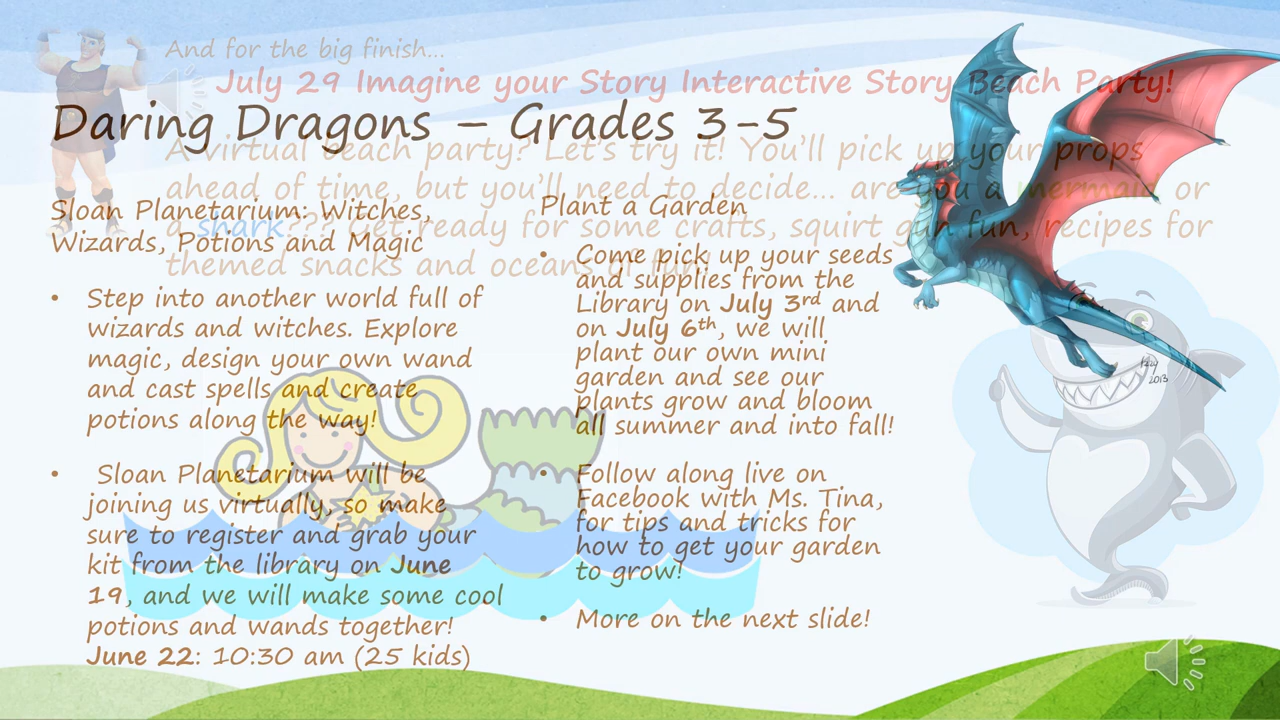 And for the big finish...
July 29 Imagine your Story Interactive Story Beach Party!
Daring Dragons – Grades 3-5
A virtual beach party? Let's try it! You'll pick up your props
ahead of time, but you'll need to decide... are you a mermaid or
a shark??? Get ready for some crafts, squirt gun fun, recipes for
themed snacks and oceans of fun!
Sloan Planetarium: Witches,
Wizards, Potions and Magic
• Step into another world full of
wizards and witches. Explore
magic, design your own wand
and cast spells and create
potions along the way!
• Sloan Planetarium will be
joining us virtually, so make
sure to register and grab your
kit from the library on June
19, and we will make some cool
potions and wands together!
June 22: 10:30 am (25 kids)
Plant a Garden
• Come pick up your seeds
and supplies from the
Library on July 3rd and
on July 6th, we will
plant our own mini
garden and see our
plants grow and bloom
all summer and into fall!
• Follow along live on
Facebook with Ms. Tina,
for tips and tricks for
how to get your garden
to grow!
• More on the next slide!
2013